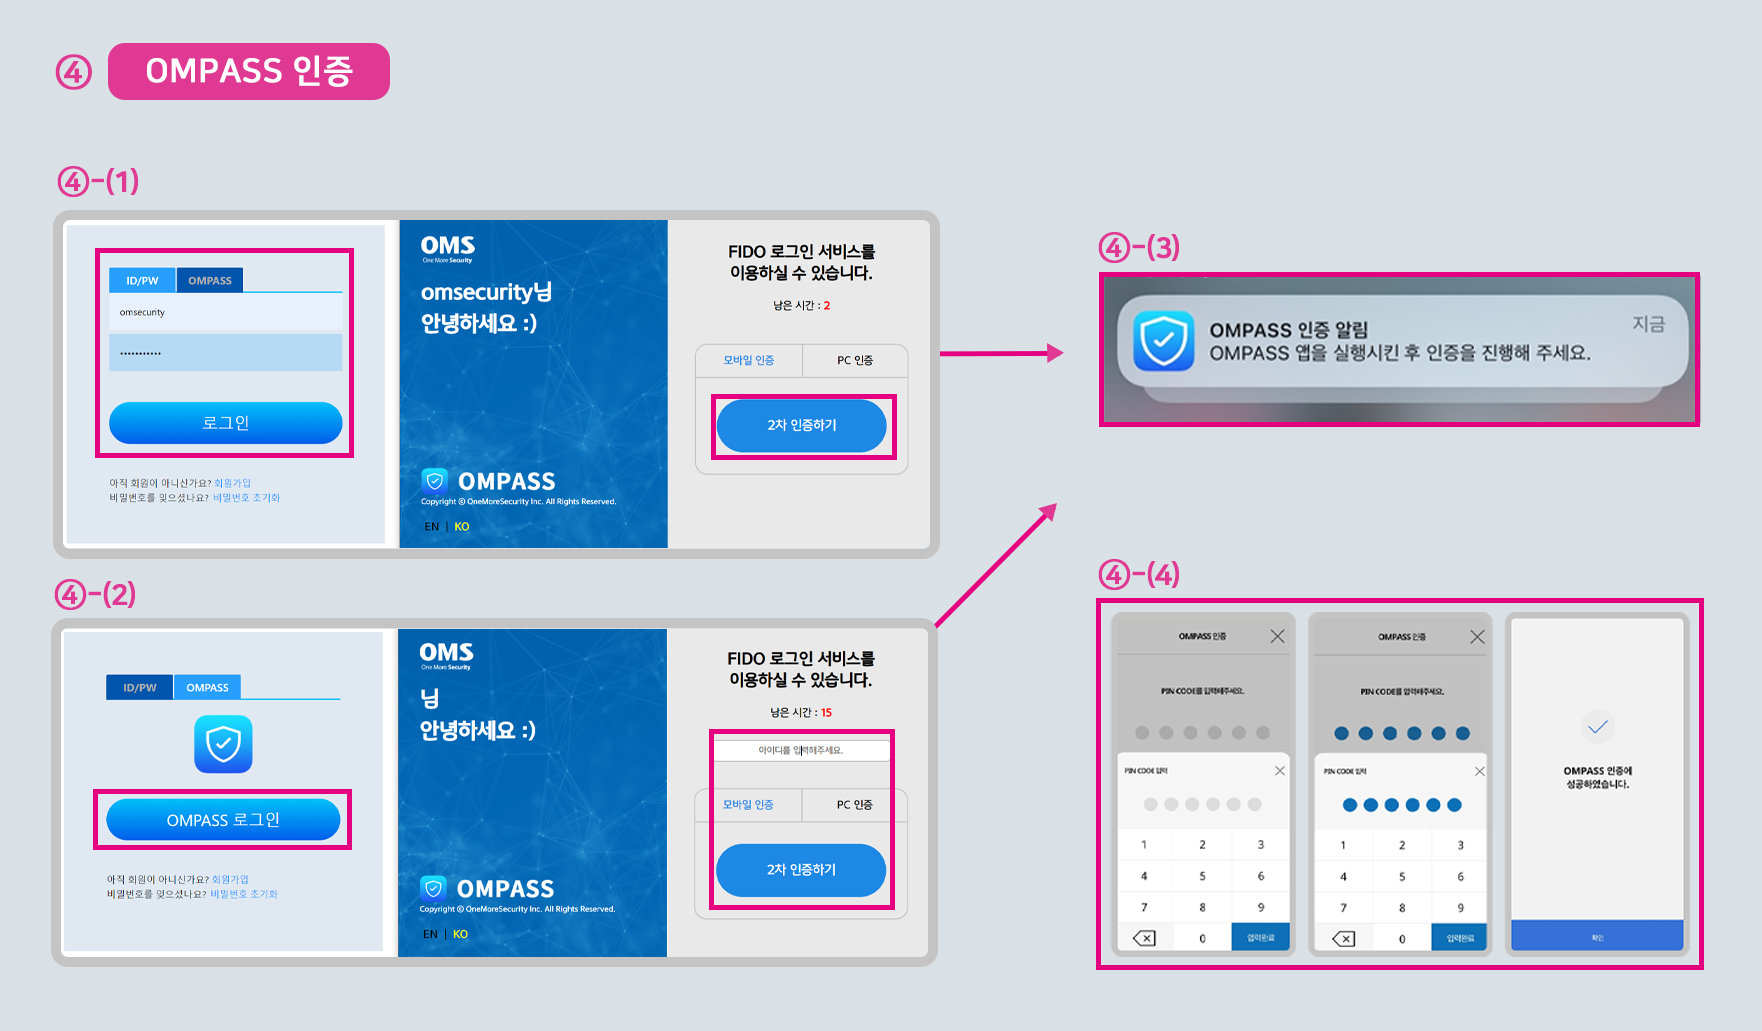 ④ OMPASS 인증
④-(1)
ID/PW OMPASS
omsecurity
•••••••••••
로그인
아직 회원이 아니신가요? 회원가입
비밀번호를 잊으셨나요? 비밀번호 초기화
OMS
One More Security
omsecurity님
안녕하세요 :)
OMPASS
Copyright ⓒ OneMoreSecurity Inc. All Rights Reserved.
EN | KO
FIDO 로그인 서비스를
이용하실 수 있습니다.
남은 시간 : 2
모바일 인증 PC 인증
2차 인증하기
④-(2)
ID/PW OMPASS
OMPASS 로그인
아직 회원이 아니신가요? 회원가입
비밀번호를 잊으셨나요? 비밀번호 초기화
OMS
One More Security
님
안녕하세요 :)
OMPASS
Copyright ⓒ OneMoreSecurity Inc. All Rights Reserved.
EN | KO
FIDO 로그인 서비스를
이용하실 수 있습니다.
남은 시간 : 15
아이디를 입력해주세요.
모바일 인증 PC 인증
2차 인증하기
④-(3)
OMPASS 인증 알림
지금
OMPASS 앱을 실행시킨 후 인증을 진행해 주세요.
④-(4)
OMPASS 인증
PIN CODE를 입력해주세요.
PIN CODE 입력
1 2 3
4 5 6
7 8 9
0 입력완료
OMPASS 인증
PIN CODE를 입력해주세요.
PIN CODE 입력
1 2 3
4 5 6
7 8 9
0 입력완료
OMPASS 인증에
성공하였습니다.
확인